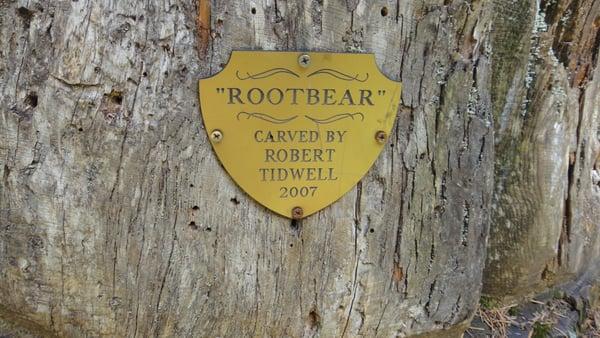 "ROOTBEAR"
CARVED BY
ROBERT
TIDWELL
2007